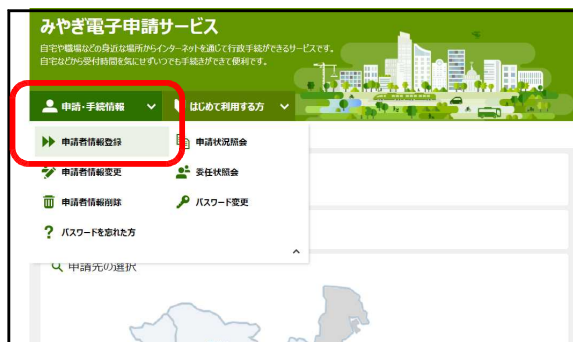 みやぎ電子申請サービス
自宅や職場などの身近な場所からインターネットを通じて行政手続ができるサービスです。
自宅などから受付時間を気にせずいつでも手続きができて便利です。
申請・手続情報
はじめて利用する方
申請者情報登録
申請状況照会
申請者情報変更
委任状照会
申請者情報削除
パスワード変更
パスワードを忘れた方
申請先の選択